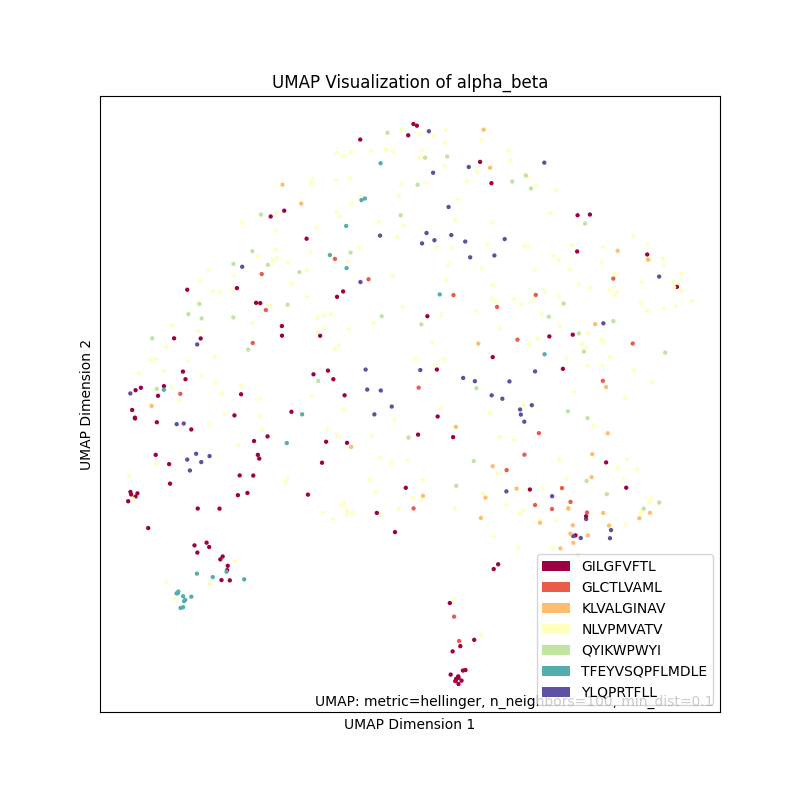 UMAP Visualization of alpha_beta
UMAP Dimension 2
GILGFVFTL
GLCTLVAML
KLVALGINAV
NLVPMVATV
QYIKWPWYI
TFEYVSQPFLMDLE
YLQPRTFLL
UMAP: metric=hellinger, n_neighbors=100, min_dist=0.1
UMAP Dimension 1